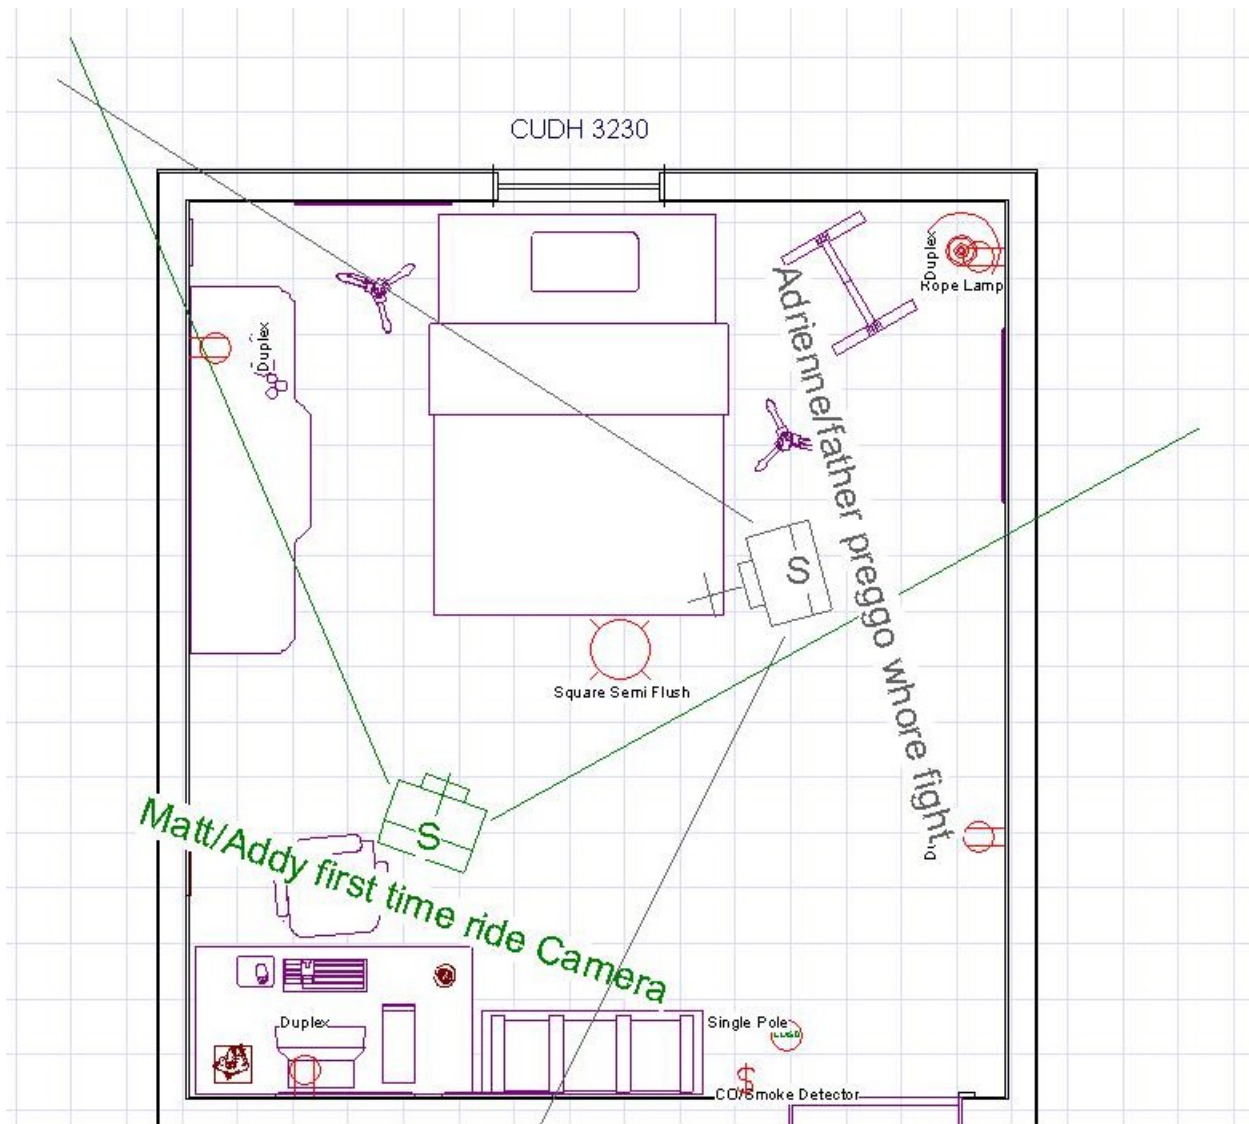 CUDH 3230
Duplex
Rope Lamp
Duplex
Adrienne/father preggo whore fight
S
Square Semi Flush
S
Matt/Addy first time ride Camera
Duplex
Single Pole
$
CO/Smoke Detector